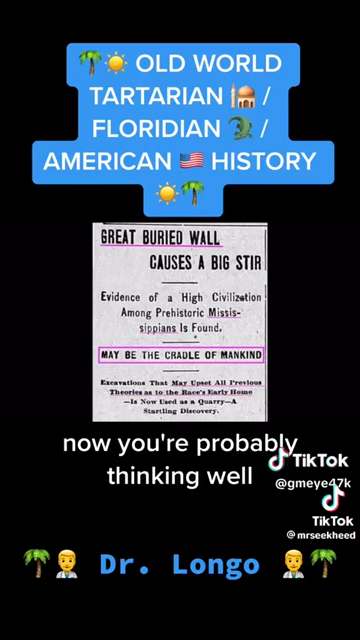 🌴☀️ OLD WORLD
TARTARIAN 🕌 /
FLORIDIAN 🐊 /
AMERICAN 🇺🇸 HISTORY
☀️🌴
GREAT BURIED WALL
CAUSES A BIG STIR
Evidence of a High Civilization
Among Prehistoric Missis-
sippians Is Found.
MAY BE THE CRADLE OF MANKIND
Excavations That May Upset All Previous
Theories as to the Race's Early Home
—Is Now Used as a Quarry—A
Startling Discovery.
now you're probably
thinking well
TikTok
@gmeye47k
TikTok
@mrseekheed
🌴👨‍⚕️ Dr. Longo 👨‍⚕️🌴